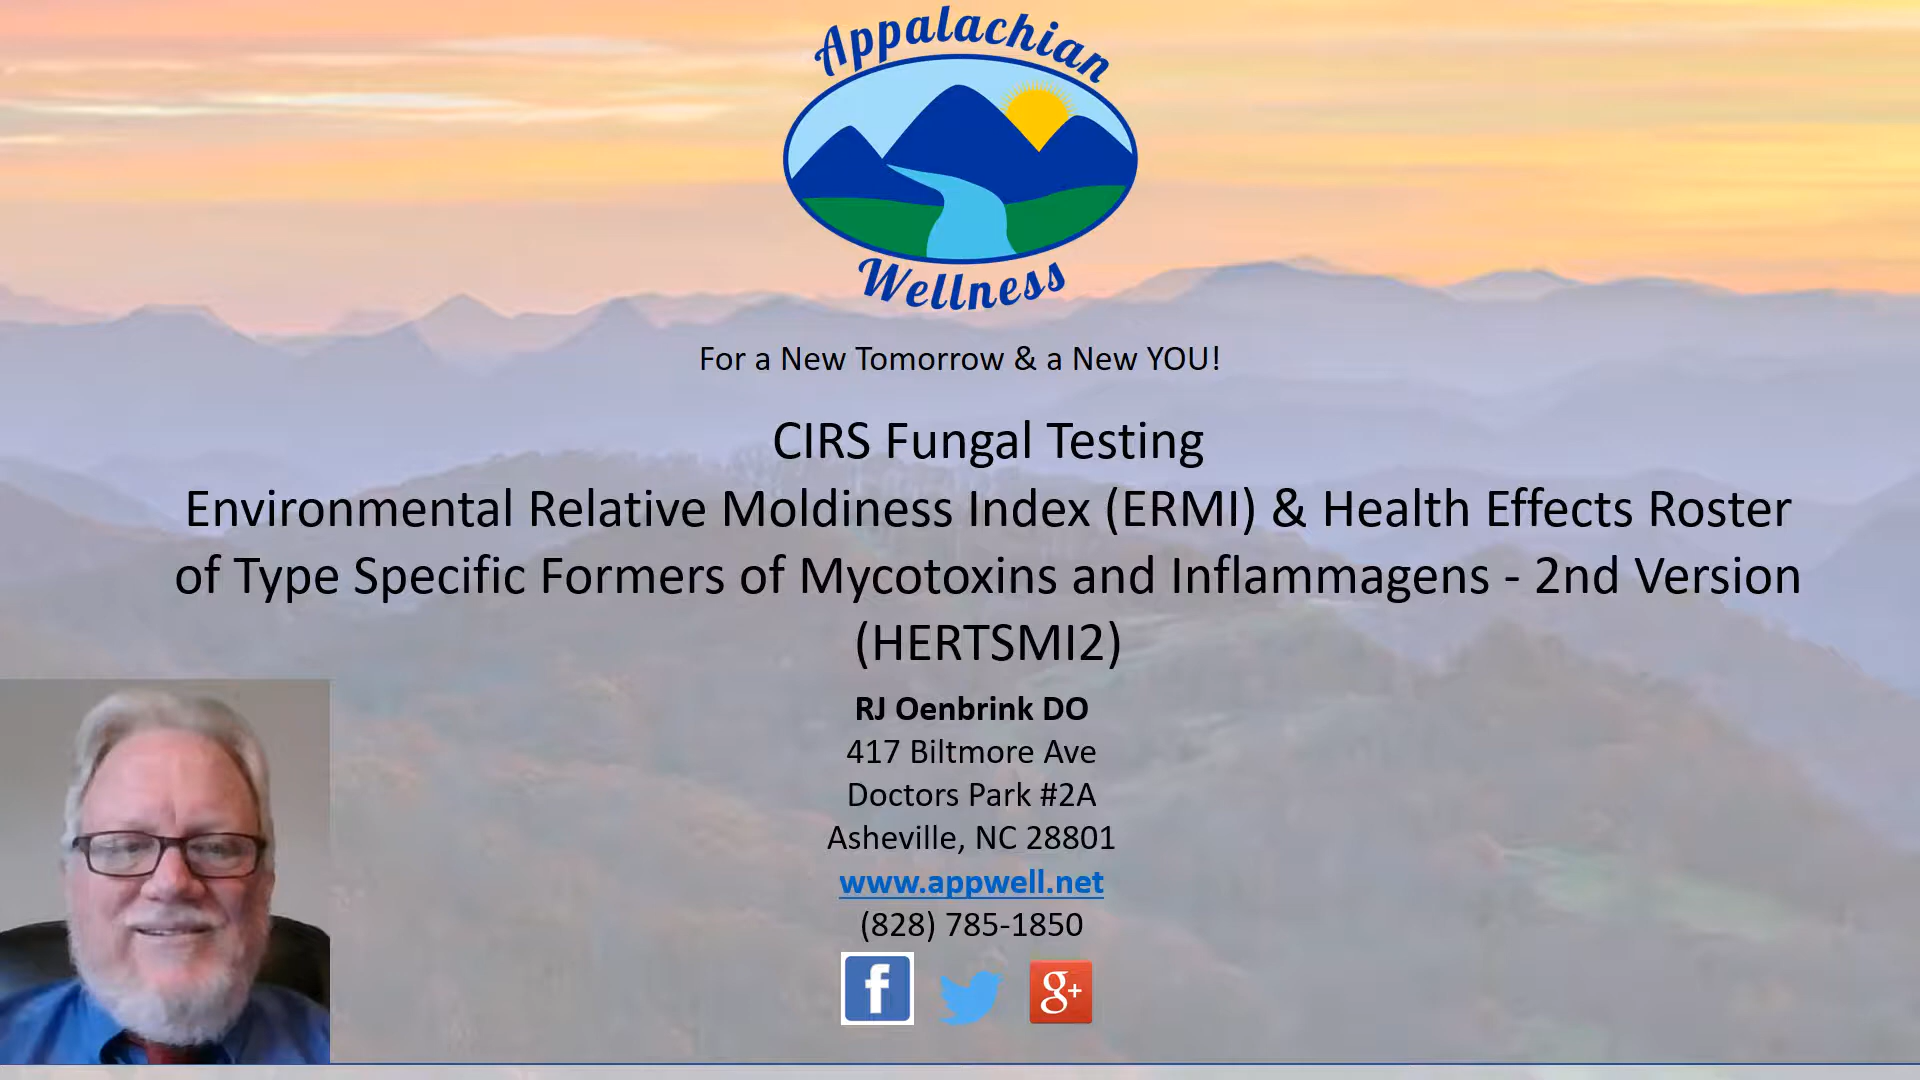 Appalachian
Wellness
For a New Tomorrow & a New YOU!
CIRS Fungal Testing
Environmental Relative Moldiness Index (ERMI) & Health Effects Roster
of Type Specific Formers of Mycotoxins and Inflammagens - 2nd Version
(HERTSMI2)
RJ Oenbrink DO
417 Biltmore Ave
Doctors Park #2A
Asheville, NC 28801
www.appwell.net
(828) 785-1850
f
g+